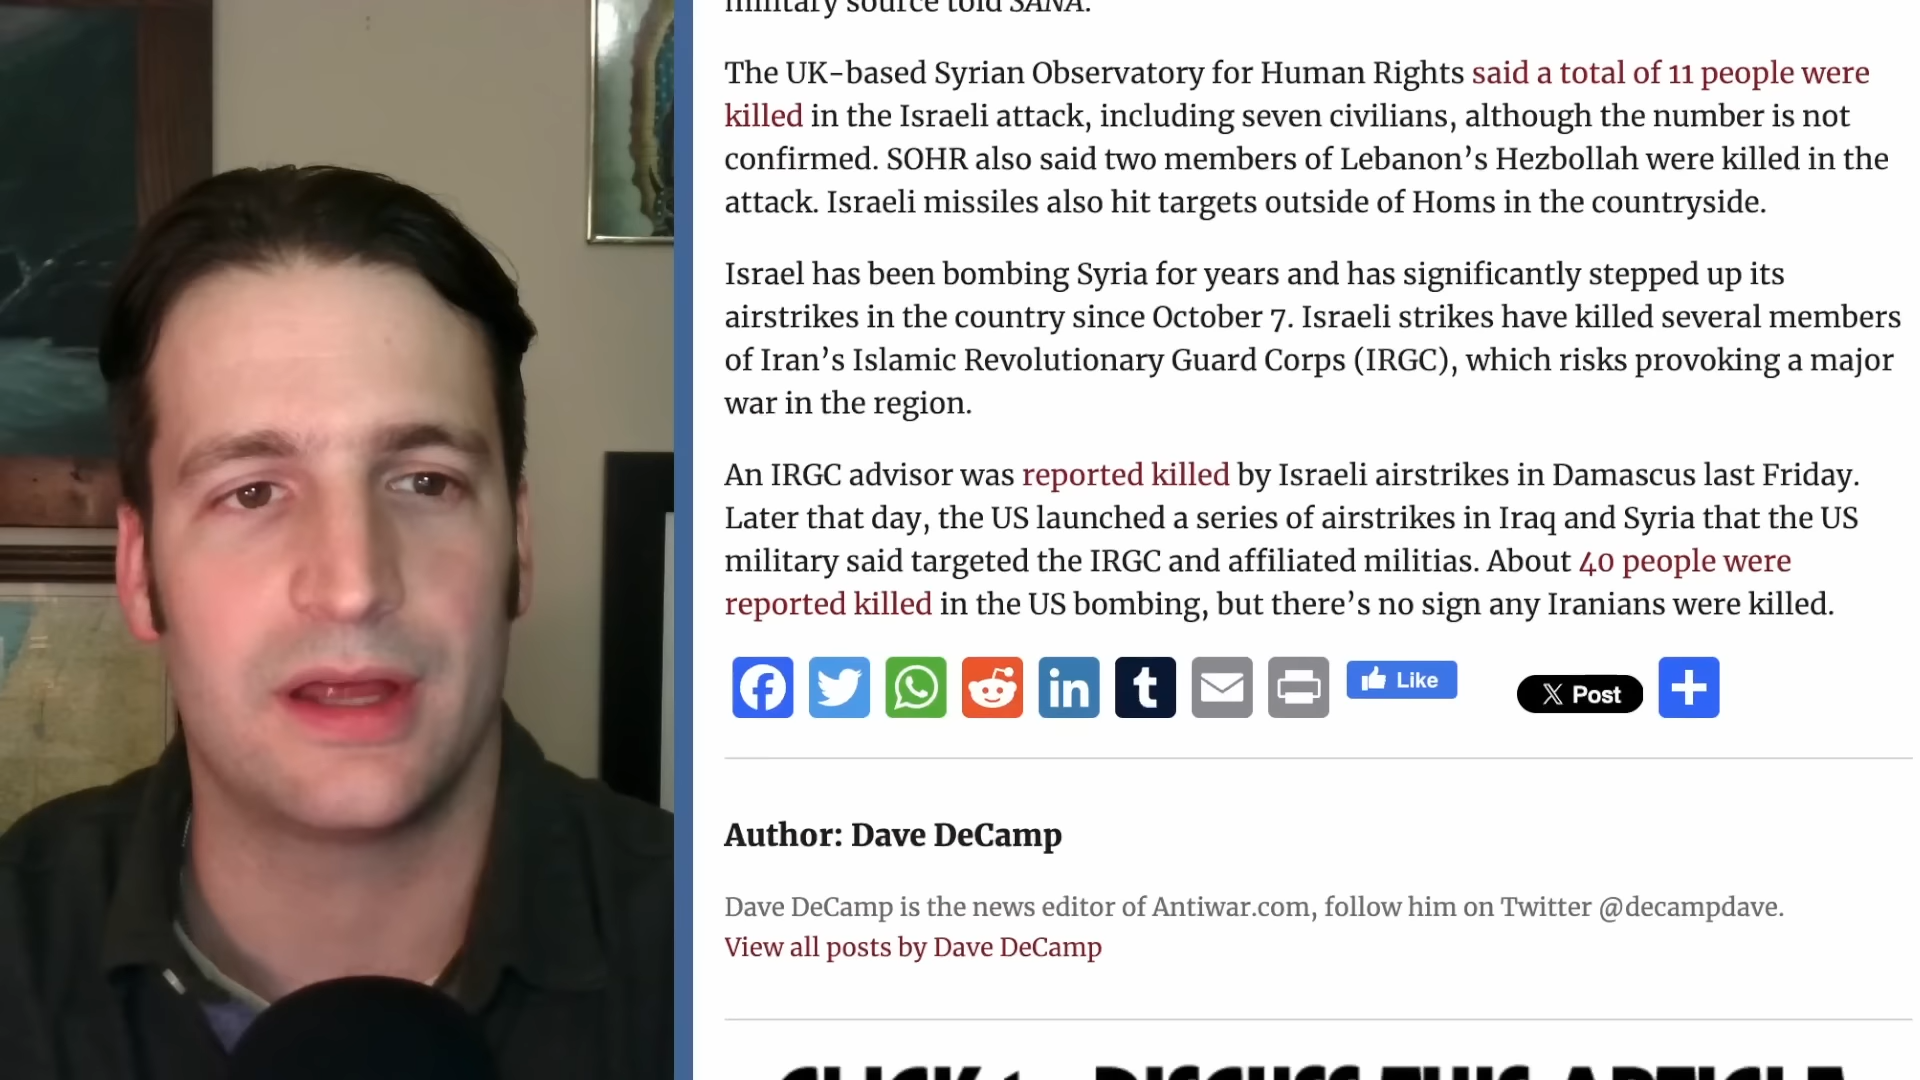 military source told SANA.
The UK-based Syrian Observatory for Human Rights said a total of 11 people were
killed in the Israeli attack, including seven civilians, although the number is not
confirmed. SOHR also said two members of Lebanon’s Hezbollah were killed in the
attack. Israeli missiles also hit targets outside of Homs in the countryside.
Israel has been bombing Syria for years and has significantly stepped up its
airstrikes in the country since October 7. Israeli strikes have killed several members
of Iran’s Islamic Revolutionary Guard Corps (IRGC), which risks provoking a major
war in the region.
An IRGC advisor was reported killed by Israeli airstrikes in Damascus last Friday.
Later that day, the US launched a series of airstrikes in Iraq and Syria that the US
military said targeted the IRGC and affiliated militias. About 40 people were
reported killed in the US bombing, but there’s no sign any Iranians were killed.
Like
X Post
Author: Dave DeCamp
Dave DeCamp is the news editor of Antiwar.com, follow him on Twitter @decampdave.
View all posts by Dave DeCamp
DISCUSS THIS ARTICLE